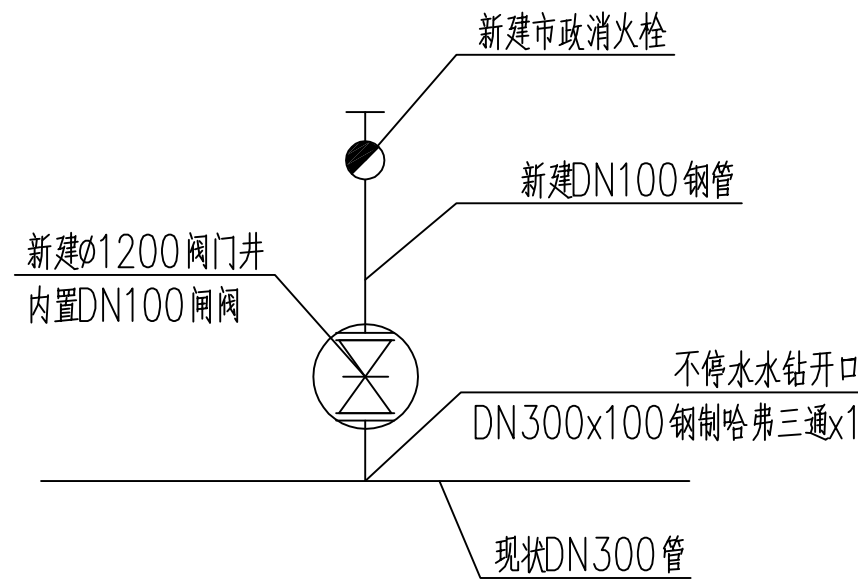 新建市政消火栓
新建DN100钢管
新建ø1200阀门井
内置DN100闸阀
不停水水钻开口
DN300x100钢制哈弗三通x1
现状DN300管